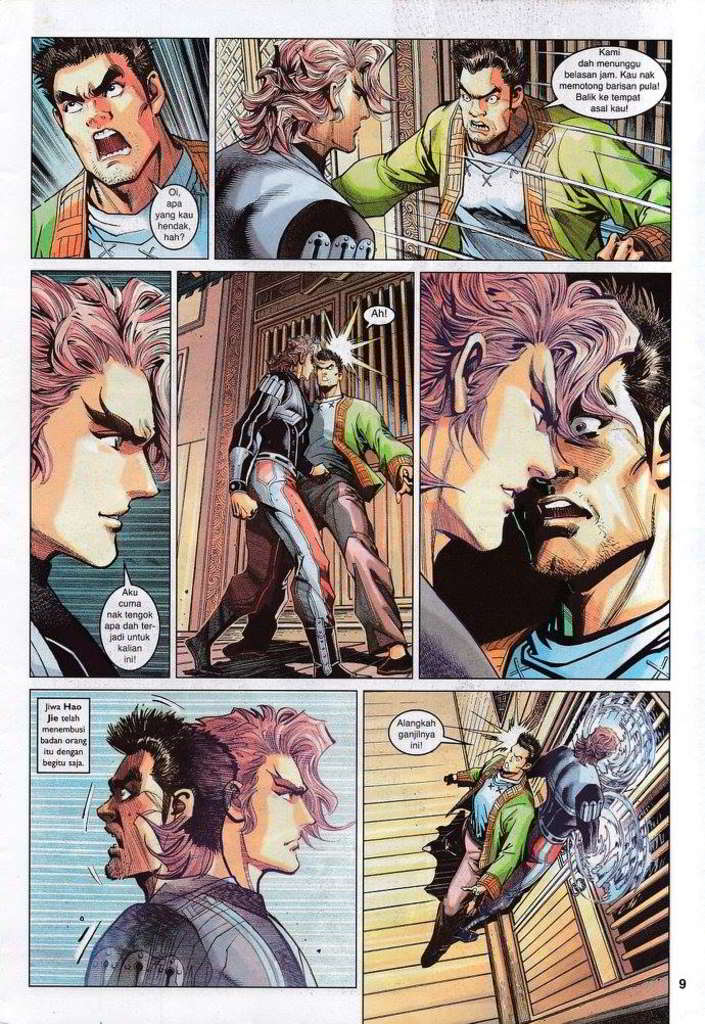 Oi,
apa
yang kau
hendak,
hah?
Kami
dah menunggu
belasan jam. Kau nak
memotong barisan pula!
Balik ke tempat
asal kau!
Aku
cuma
nak tengok
apa dah ter-
jadi untuk
kalian
ini!
Ah!
Jiwa Hao
Jie telah
menembusi
badan orang
itu dengan
begitu saja.
Alangkah
ganjilnya
ini!
9